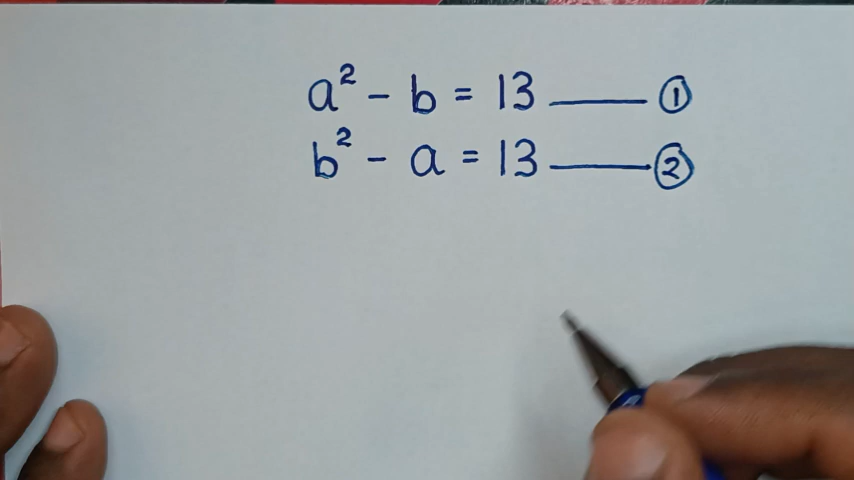 a² - b = 13 —— ①
b² - a = 13 —— ②